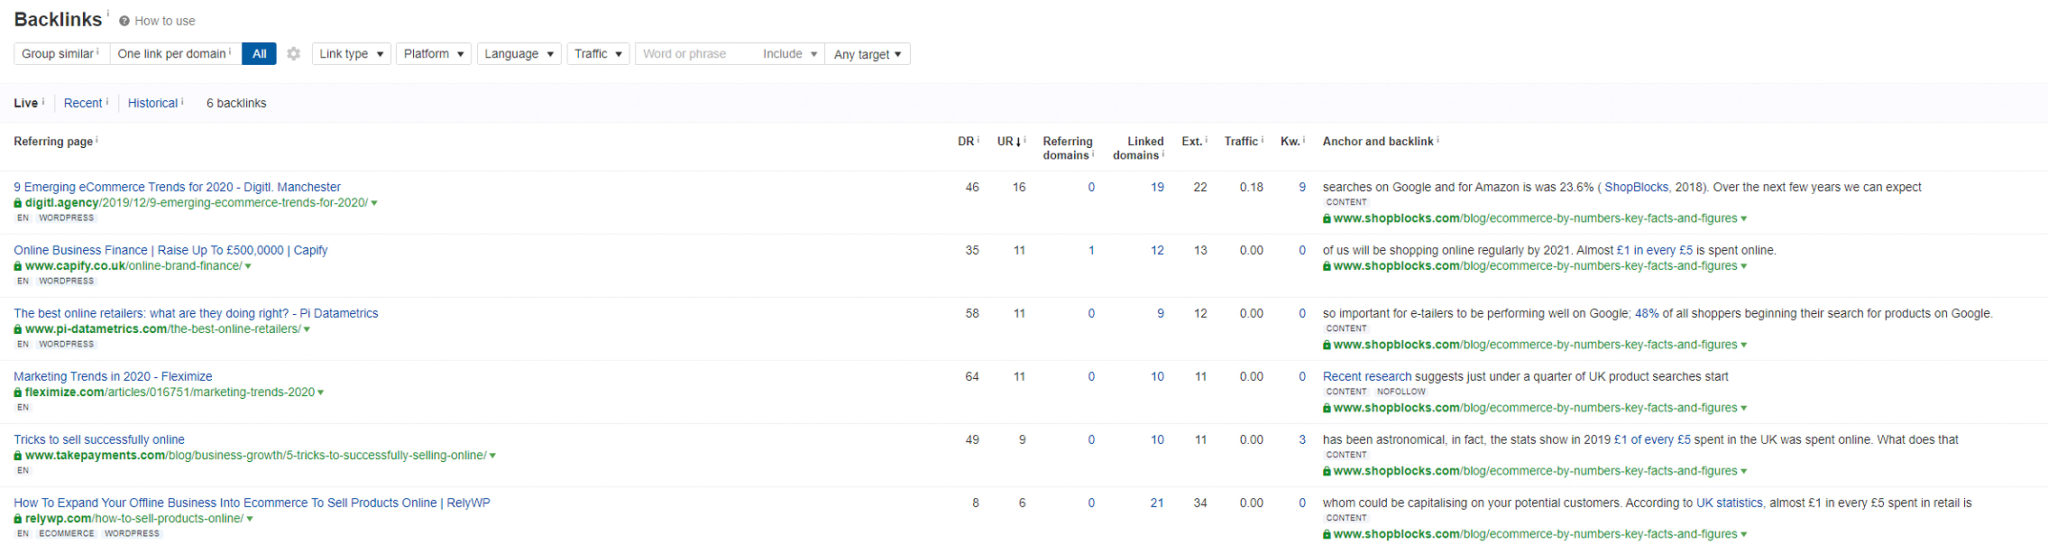 Backlinks i ? How to use
Group similar i One link per domain i All Link type ▼ Platform ▼ Language ▼ Traffic ▼ Word or phrase Include ▼ Any target ▼
Live i Recent i Historical i 6 backlinks
Referring page i DR i UR↓ i Referring domains i Linked domains i Ext. i Traffic i Kw. i Anchor and backlink i
9 Emerging eCommerce Trends for 2020 - Digitl. Manchester 46 16 0 19 22 0.18 9 searches on Google and for Amazon is was 23.6% ( ShopBlocks, 2018). Over the next few years we can expect
digitl.agency/2019/12/9-emerging-ecommerce-trends-for-2020/ ▼ CONTENT
EN WORDPRESS www.shopblocks.com/blog/ecommerce-by-numbers-key-facts-and-figures ▼
Online Business Finance | Raise Up To £500,0000 | Capify 35 11 1 12 13 0.00 0 of us will be shopping online regularly by 2021. Almost £1 in every £5 is spent online.
www.capify.co.uk/online-brand-finance/ ▼ www.shopblocks.com/blog/ecommerce-by-numbers-key-facts-and-figures ▼
EN WORDPRESS
The best online retailers: what are they doing right? - Pi Datametrics 58 11 0 9 12 0.00 0 so important for e-tailers to be performing well on Google; 48% of all shoppers beginning their search for products on Google.
www.pi-datametrics.com/the-best-online-retailers/ ▼ CONTENT
EN WORDPRESS www.shopblocks.com/blog/ecommerce-by-numbers-key-facts-and-figures ▼
Marketing Trends in 2020 - Fleximize 64 11 0 10 11 0.00 0 Recent research suggests just under a quarter of UK product searches start
fleximize.com/articles/016751/marketing-trends-2020 ▼ CONTENT NOFOLLOW
EN www.shopblocks.com/blog/ecommerce-by-numbers-key-facts-and-figures ▼
Tricks to sell successfully online 49 9 0 10 11 0.00 3 has been astronomical, in fact, the stats show in 2019 £1 of every £5 spent in the UK was spent online. What does that
www.takepayments.com/blog/business-growth/5-tricks-to-successfully-selling-online/ ▼ CONTENT
EN www.shopblocks.com/blog/ecommerce-by-numbers-key-facts-and-figures ▼
How To Expand Your Offline Business Into Ecommerce To Sell Products Online | RelyWP 8 6 0 21 34 0.00 0 whom could be capitalising on your potential customers. According to UK statistics, almost £1 in every £5 spent in retail is
relywp.com/how-to-sell-products-online/ ▼ CONTENT
EN ECOMMERCE WORDPRESS www.shopblocks.com/blog/ecommerce-by-numbers-key-facts-and-figures ▼